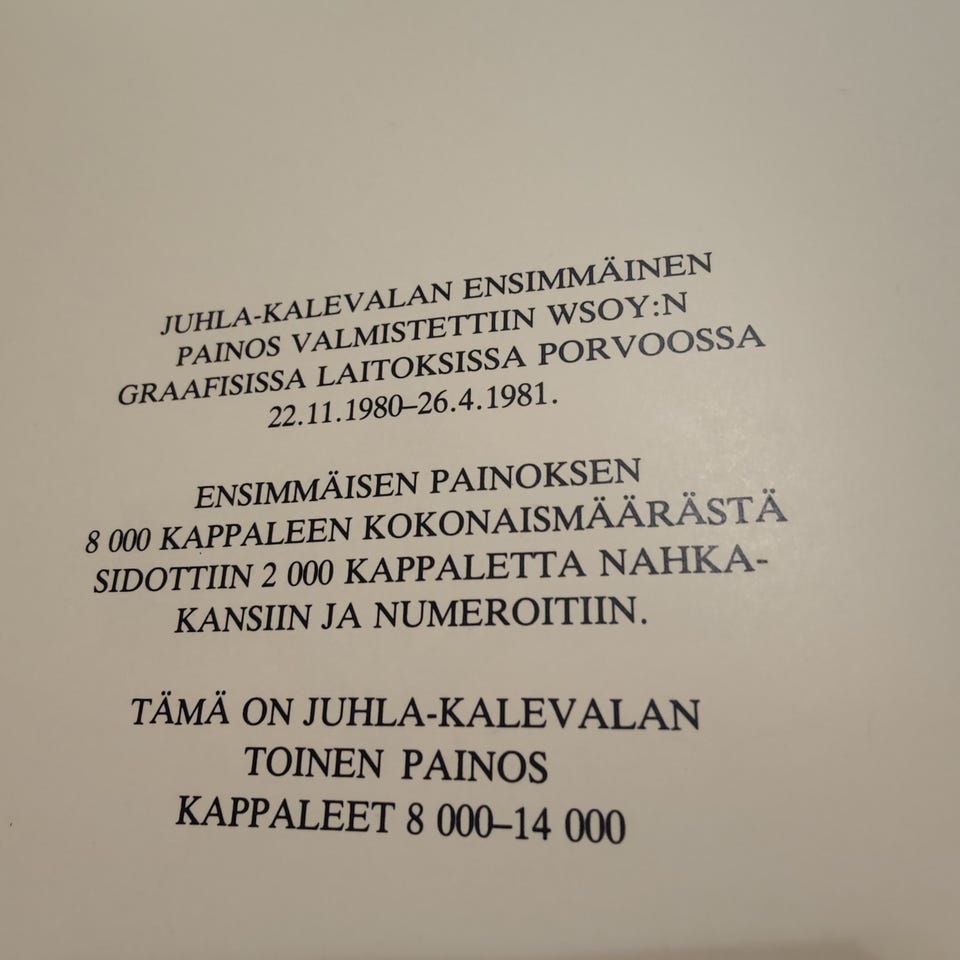 JUHLA-KALEVALAN ENSIMMÄINEN
PAINOS VALMISTETTIIN WSOY:N
GRAAFISISSA LAITOKSISSA PORVOOSSA
22.11.1980–26.4.1981.
ENSIMMÄISEN PAINOKSEN
8 000 KAPPALEEN KOKONAISMÄÄRÄSTÄ
SIDOTTIIN 2 000 KAPPALETTA NAHKA-
KANSIIN JA NUMEROITIIN.
TÄMÄ ON JUHLA-KALEVALAN
TOINEN PAINOS
KAPPALEET 8 000–14 000